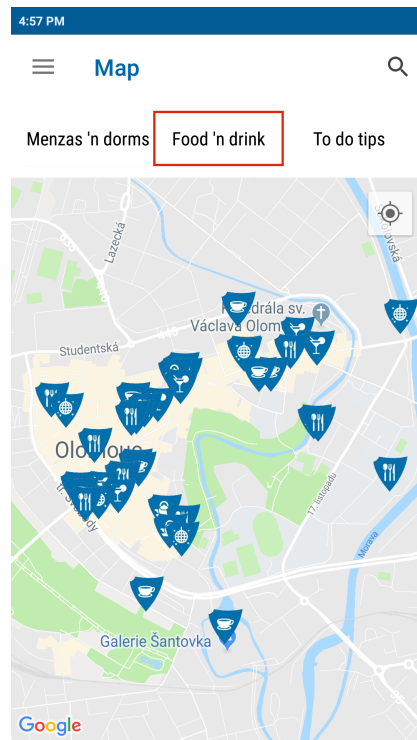 4:57 PM
Map
Menzas 'n dorms
Food 'n drink
To do tips
Lazecká
Studentská
drála sv.
Václava Olom
Olomouc
17. listopadu
Morava
Galerie Šantovka
Google